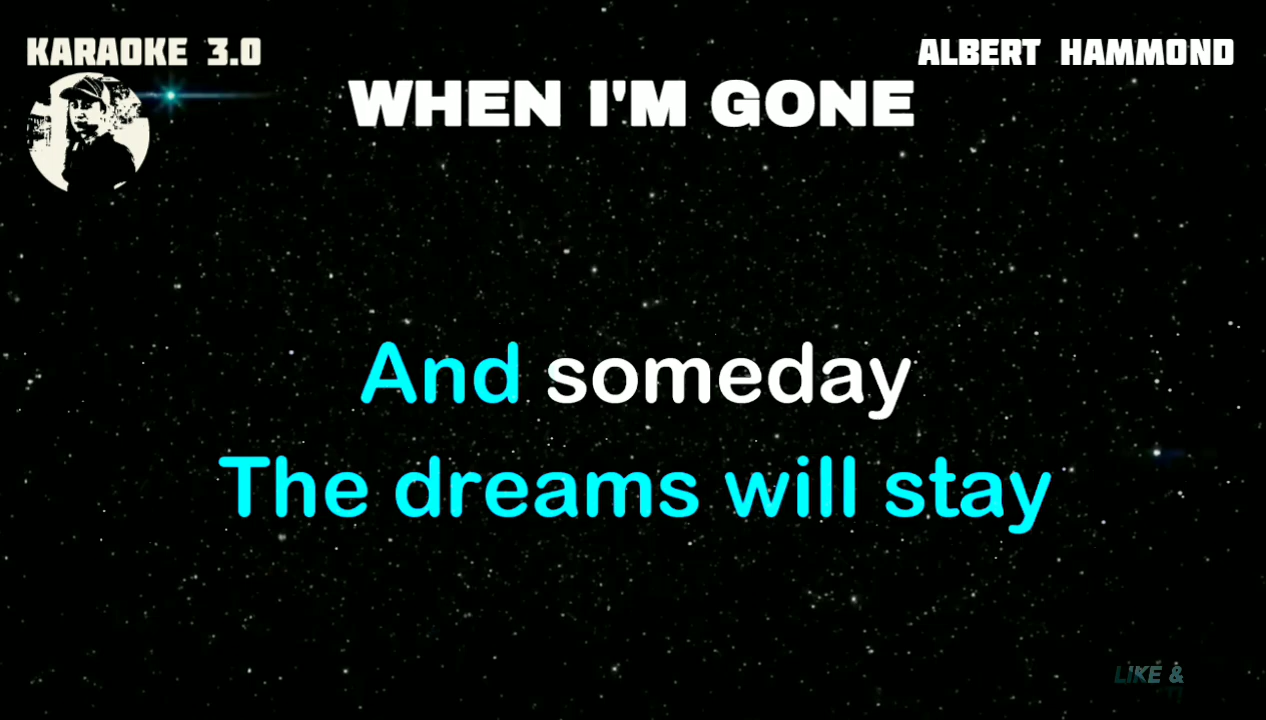 KARAOKE 3.0
ALBERT HAMMOND
WHEN I'M GONE
And someday
The dreams will stay
LIKE &